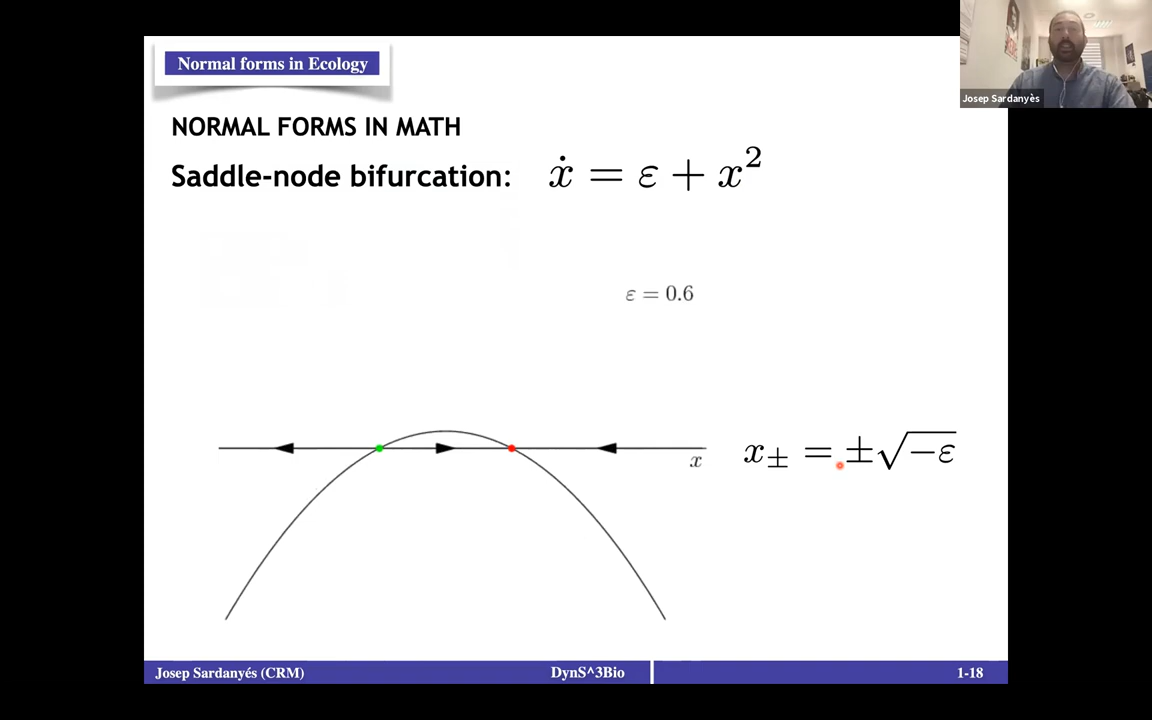 Normal forms in Ecology
Josep Sardanyès
NORMAL FORMS IN MATH
Saddle-node bifurcation: ẋ = ε + x²
ε = 0.6
x
x± = ±√−ε
Josep Sardanyés (CRM) DynS^3Bio 1-18